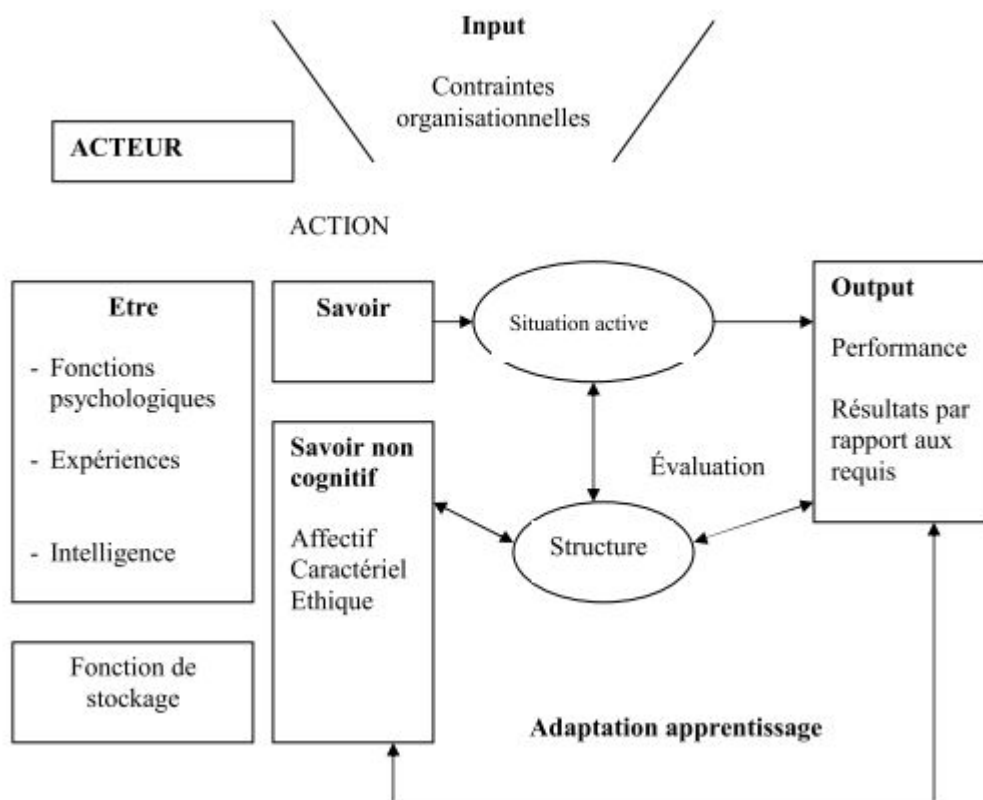 Input
Contraintes
organisationnelles
ACTEUR
ACTION
Etre
- Fonctions
psychologiques
- Expériences
- Intelligence
Fonction de
stockage
Savoir
Savoir non
cognitif
Affectif
Caractériel
Ethique
Situation active
Évaluation
Structure
Output
Performance
Résultats par
rapport aux
requis
Adaptation apprentissage